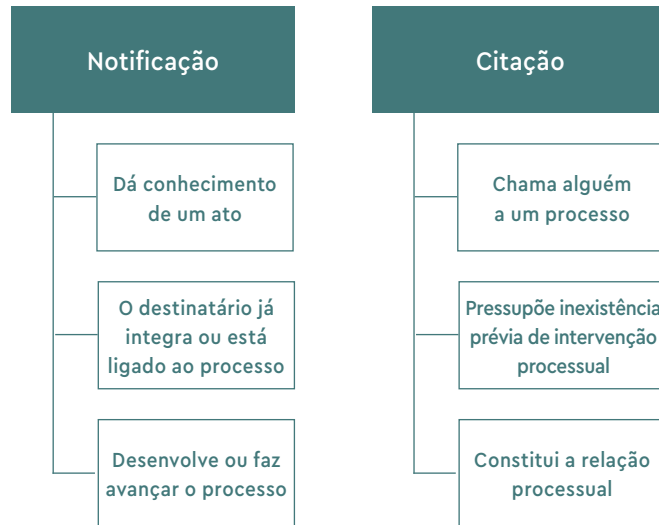 Notificação
Dá conhecimento
de um ato
O destinatário já
integra ou está
ligado ao processo
Desenvolve ou faz
avançar o processo
Citação
Chama alguém
a um processo
Pressupõe inexistência
prévia de intervenção
processual
Constitui a relação
processual